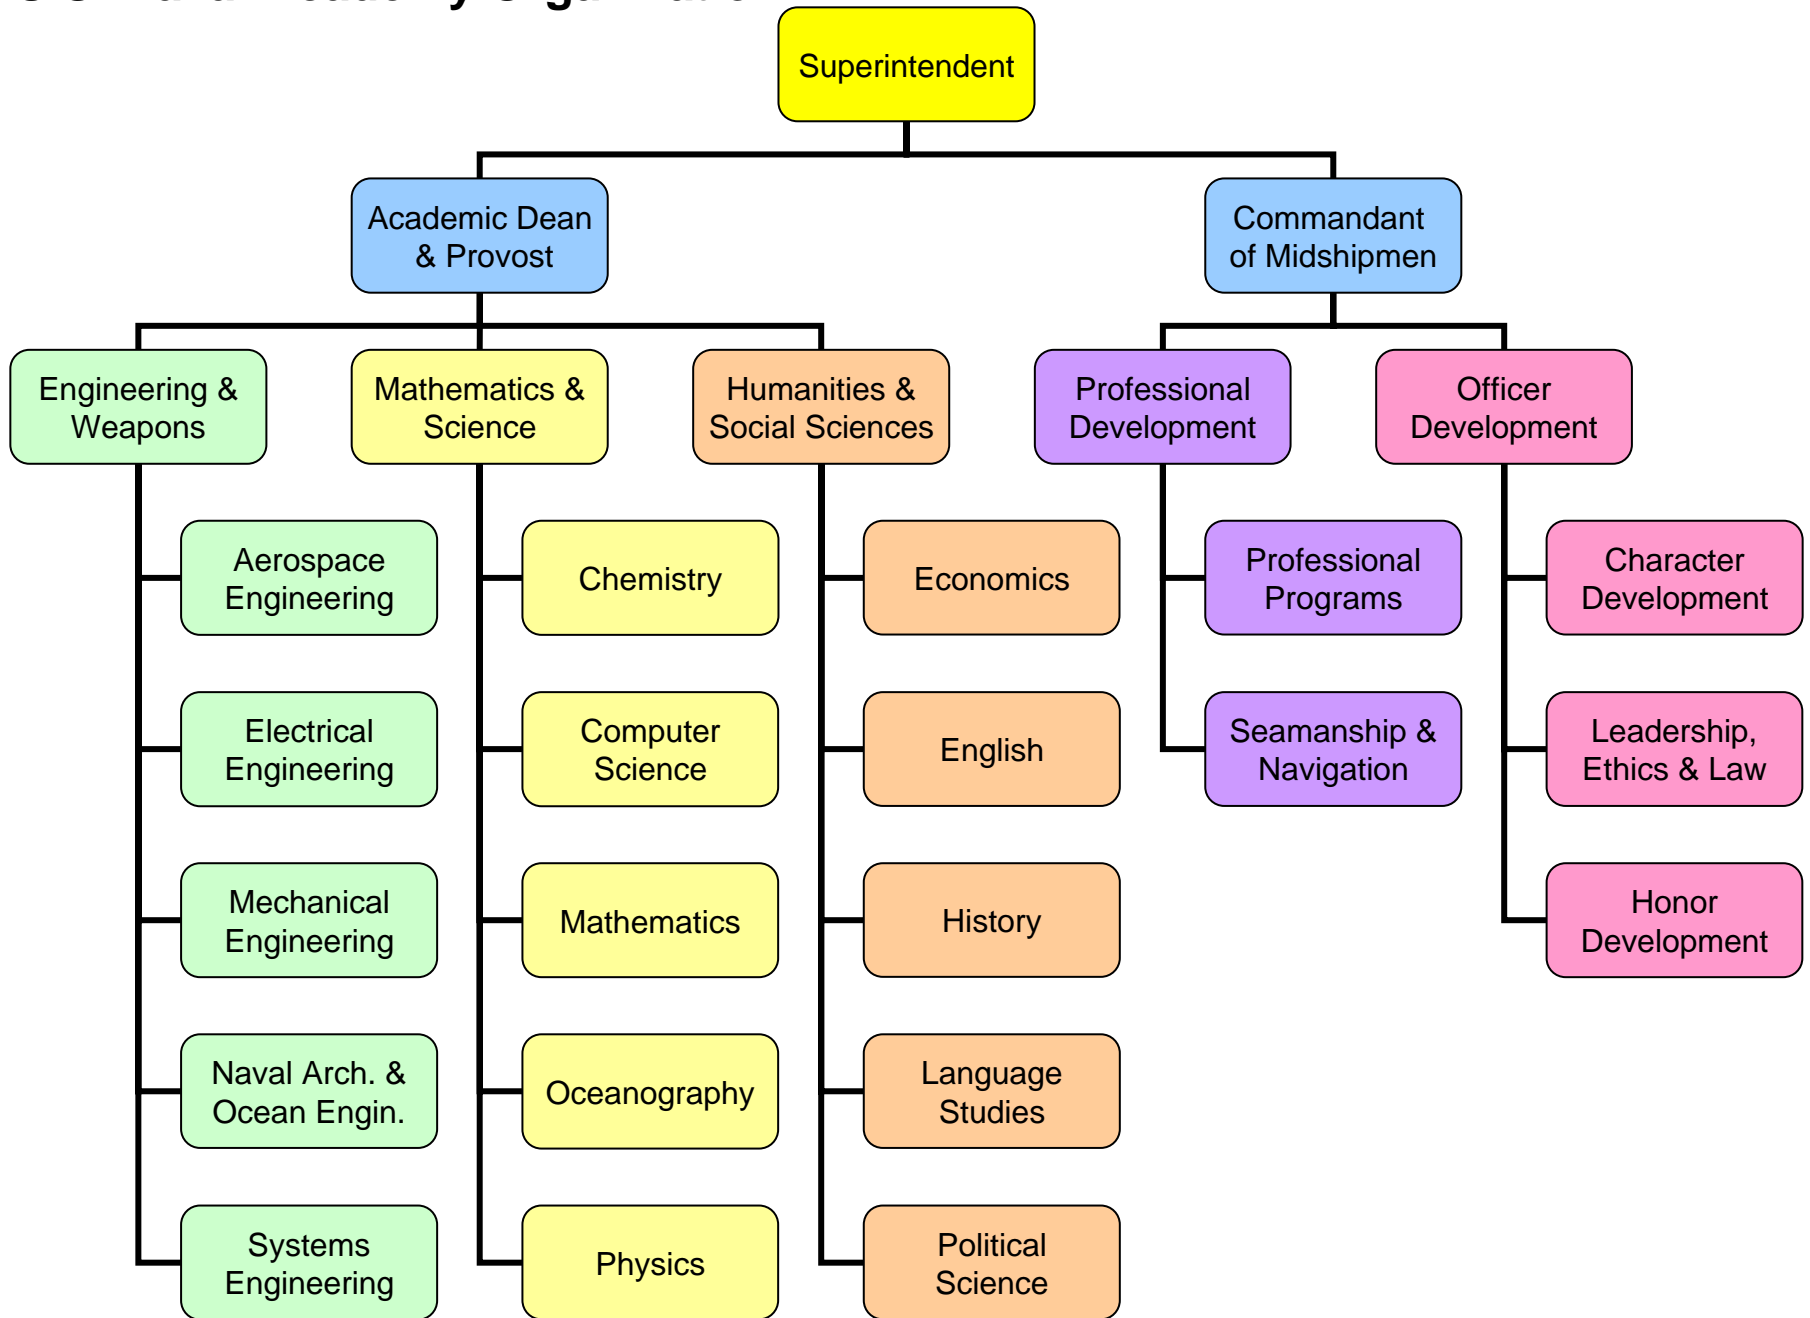 Superintendent
Academic Dean
& Provost
Commandant
of Midshipmen
Engineering &
Weapons
Mathematics &
Science
Humanities &
Social Sciences
Professional
Development
Officer
Development
Aerospace
Engineering
Chemistry
Economics
Professional
Programs
Character
Development
Electrical
Engineering
Computer
Science
English
Seamanship &
Navigation
Leadership,
Ethics & Law
Mechanical
Engineering
Mathematics
History
Honor
Development
Naval Arch. &
Ocean Engin.
Oceanography
Language
Studies
Systems
Engineering
Physics
Political
Science